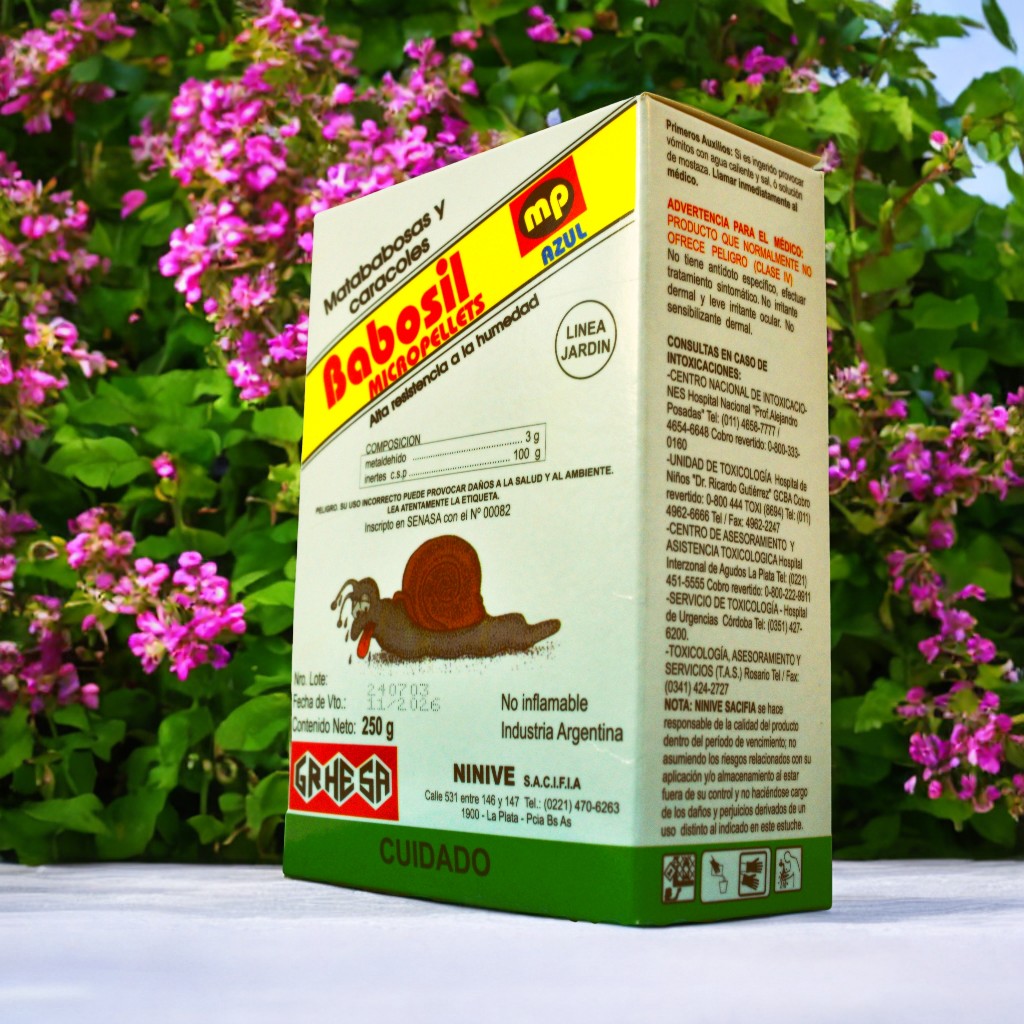 Matababosas y
caracoles
Babosil
MICROPELLETS
mp
AZUL
Alta resistencia a la humedad
LINEA
JARDIN
COMPOSICION
metaldehido ........................ 3 g
inertes c.s.p ........................ 100 g
PELIGRO. SU USO INCORRECTO PUEDE PROVOCAR DAÑOS A LA SALUD Y AL AMBIENTE.
LEA ATENTAMENTE LA ETIQUETA.
Inscripto en SENASA con el Nº 00082
Nro. Lote: 240703
Fecha de Vto.: 11/2026
Contenido Neto: 250 g
No inflamable
Industria Argentina
GRHESA
NINIVE S.A.C.I.F.I.A
Calle 531 entre 146 y 147 Tel.: (0221) 470-6263
1900 - La Plata - Pcia Bs As
CUIDADO
Primeros Auxilios: Si es ingerido provocar
vómitos con agua caliente y sal, o solución
de mostaza. Llamar inmediatamente al
médico.
ADVERTENCIA PARA EL MÉDICO:
PRODUCTO QUE NORMALMENTE NO
OFRECE PELIGRO (CLASE IV)
No tiene antídoto específico, efectuar
tratamiento sintomático. No irritante
dermal y leve irritante ocular. No
sensibilizante dermal.
CONSULTAS EN CASO DE
INTOXICACIONES:
-CENTRO NACIONAL DE INTOXICACIO-
NES Hospital Nacional "Prof. Alejandro
Posadas" Tel: (011) 4658-7777 /
4654-6648 Cobro revertido: 0-800-333-
0160
-UNIDAD DE TOXICOLOGÍA Hospital de
Niños "Dr. Ricardo Gutiérrez" GCBA Cobro
revertido: 0-800 444 TOXI (8694) Tel: (011)
4962-6666 Tel / Fax: 4962-2247
-CENTRO DE ASESORAMIENTO Y
ASISTENCIA TOXICOLOGICA Hospital
Interzonal de Agudos La Plata Tel: (0221)
451-5555 Cobro revertido: 0-800-222-9911
-SERVICIO DE TOXICOLOGÍA - Hospital
de Urgencias Córdoba Tel: (0351) 427-
6200.
-TOXICOLOGÍA, ASESORAMIENTO Y
SERVICIOS (T.A.S.) Rosario Tel / Fax:
(0341) 424-2727
NOTA: NINIVE SACIFIA se hace
responsable de la calidad del producto
dentro del período de vencimiento; no
asumiendo los riesgos relacionados con su
aplicación y/o almacenamiento al estar
fuera de su control y no haciéndose cargo
de los daños y perjuicios derivados de un
uso distinto al indicado en este estuche.